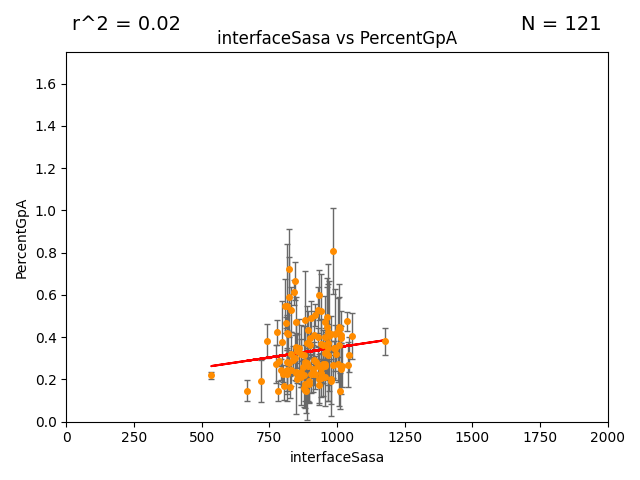 r^2 = 0.02
N = 121
interfaceSasa vs PercentGpA
PercentGpA
1.6
1.4
1.2
1.0
0.8
0.6
0.4
0.2
0.0
0 250 500 750 1000 1250 1500 1750 2000
interfaceSasa